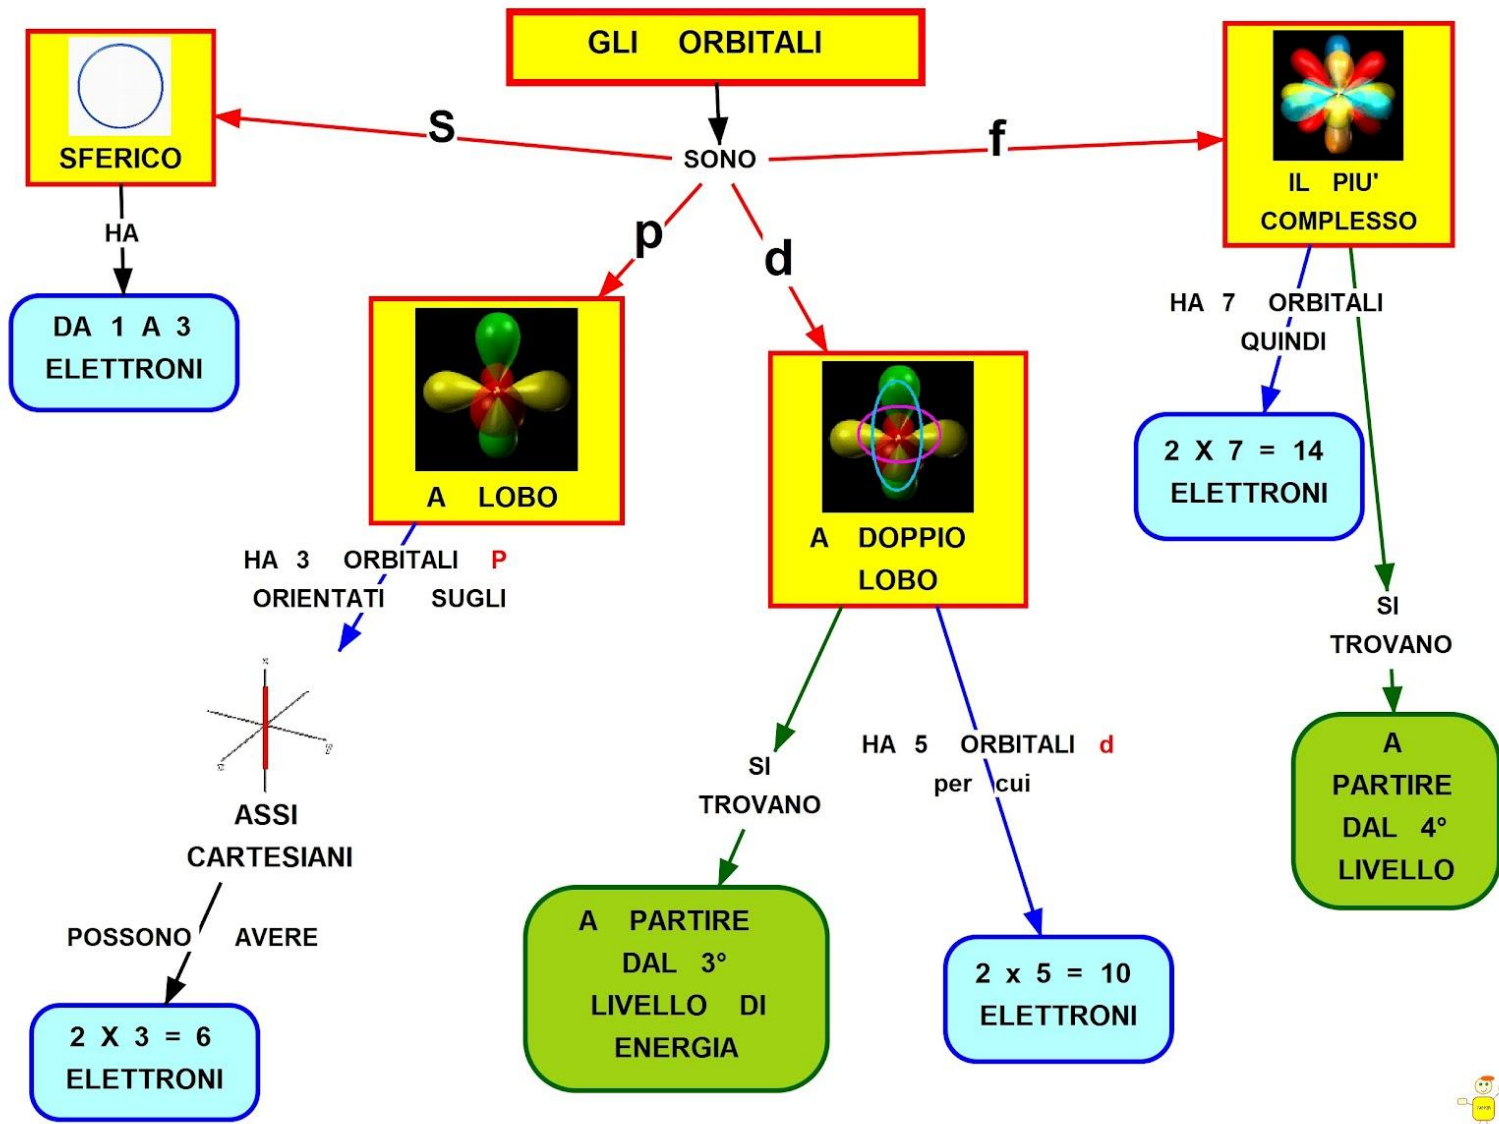 GLI ORBITALI
SONO
S
p
d
f
SFERICO
HA
DA 1 A 3
ELETTRONI
A LOBO
HA 3 ORBITALI P
ORIENTATI SUGLI
ASSI
CARTESIANI
POSSONO AVERE
2 X 3 = 6
ELETTRONI
A DOPPIO
LOBO
SI
TROVANO
A PARTIRE
DAL 3°
LIVELLO DI
ENERGIA
HA 5 ORBITALI d
per cui
2 x 5 = 10
ELETTRONI
IL PIU'
COMPLESSO
HA 7 ORBITALI
QUINDI
2 X 7 = 14
ELETTRONI
SI
TROVANO
A
PARTIRE
DAL 4°
LIVELLO